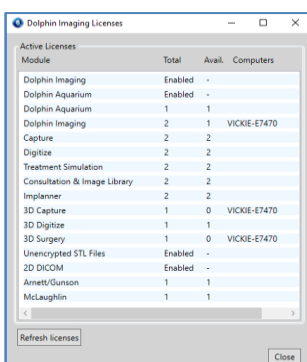 Dolphin Imaging Licenses
Active Licenses
Module Total Avail. Computers
Dolphin Imaging Enabled -
Dolphin Aquarium Enabled -
Dolphin Aquarium 1 1
Dolphin Imaging 2 1 VICKIE-E7470
Capture 2 2
Digitize 2 2
Treatment Simulation 2 2
Consultation & Image Library 2 2
Implanner 2 2
3D Capture 1 0 VICKIE-E7470
3D Digitize 1 1
3D Surgery 1 0 VICKIE-E7470
Unencrypted STL Files Enabled -
2D DICOM Enabled -
Arnett/Gunson 1 1
McLaughlin 1 1
Refresh licenses
Close